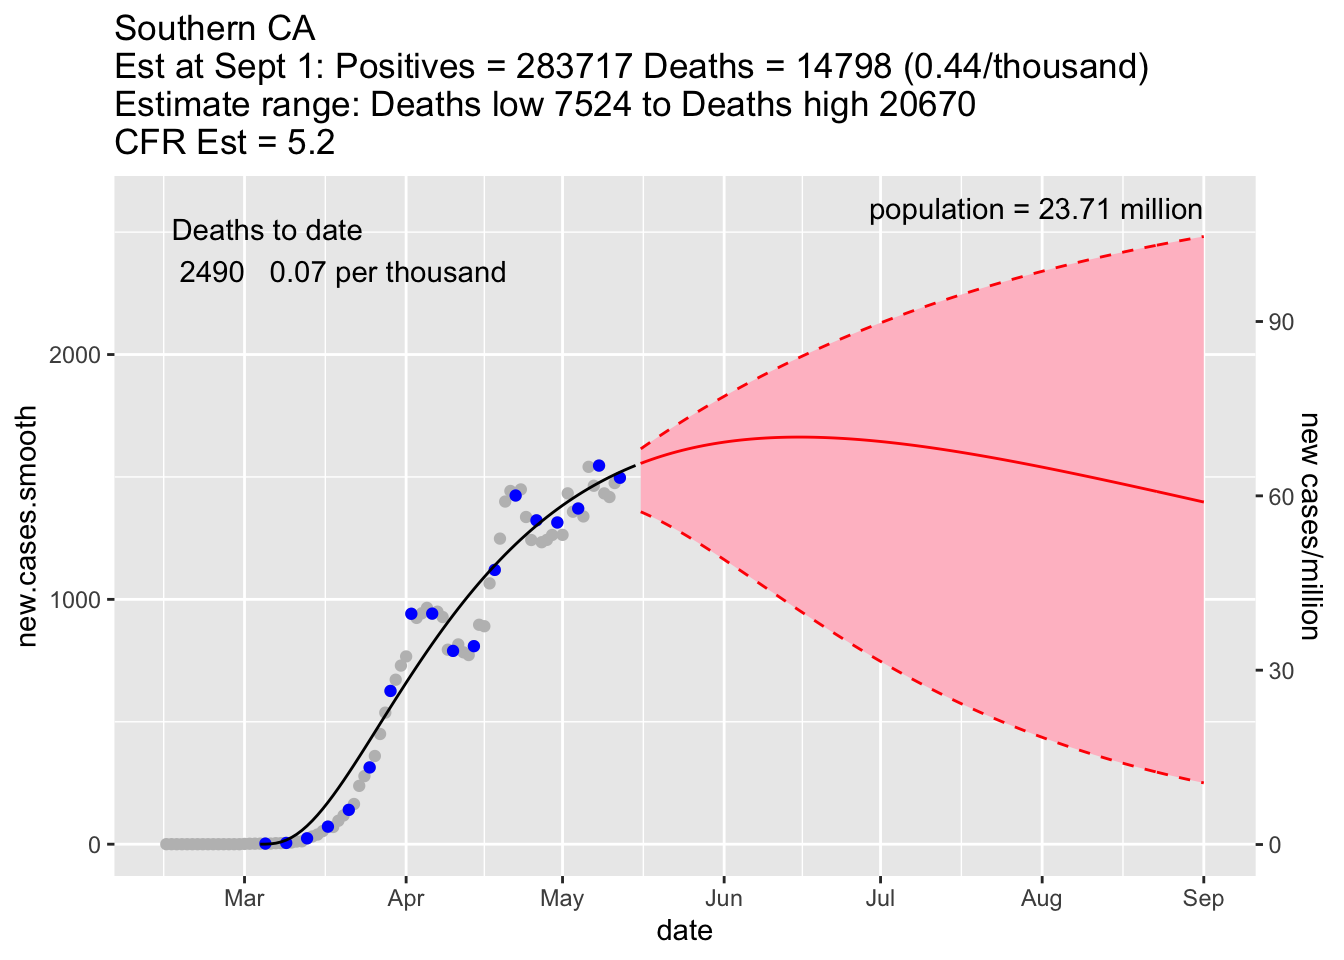 Southern CA
Est at Sept 1: Positives = 283717 Deaths = 14798 (0.44/thousand)
Estimate range: Deaths low 7524 to Deaths high 20670
CFR Est = 5.2
population = 23.71 million
Deaths to date
2490 0.07 per thousand
2000
1000
0
new.cases.smooth
90
60
30
0
new cases/million
Mar Apr May Jun Jul Aug Sep
date